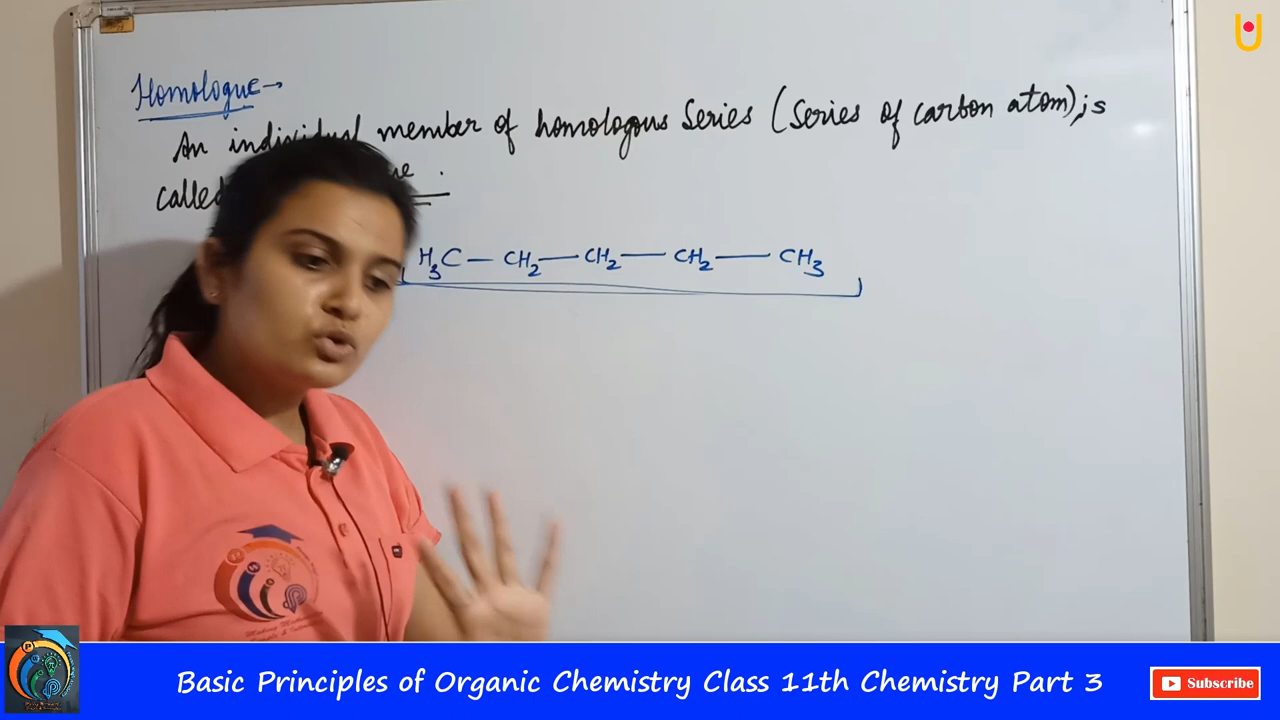 Homologue →
An individual member of homologous Series (Series of carbon atom), is
called
H3C — CH2 — CH2 — CH2 — CH3
Basic Principles of Organic Chemistry Class 11th Chemistry Part 3
Subscribe